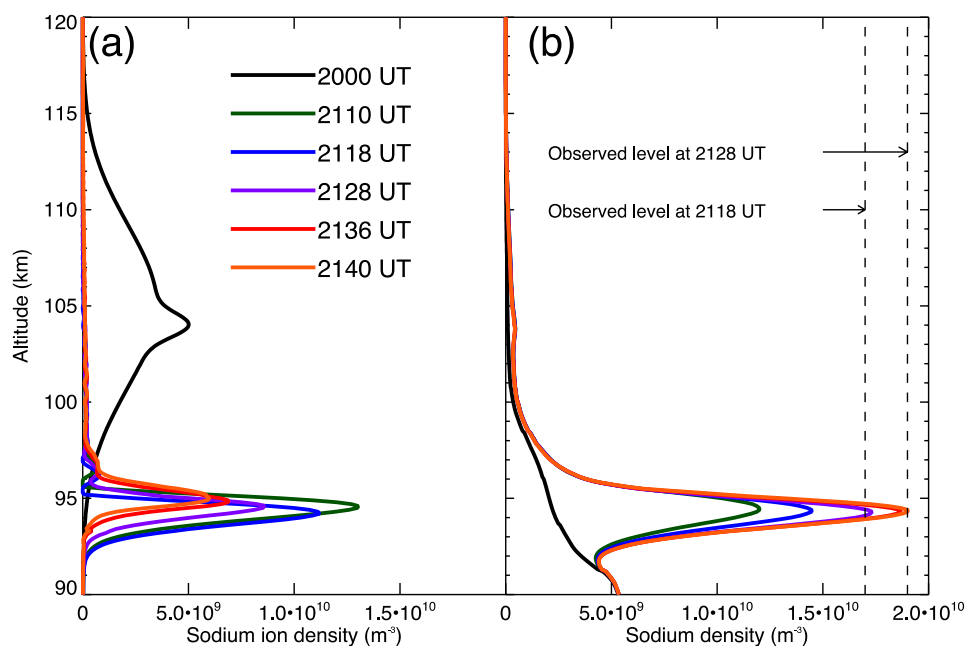 (a)
(b)
2000 UT
2110 UT
2118 UT
2128 UT
2136 UT
2140 UT
Observed level at 2128 UT
Observed level at 2118 UT
Altitude (km)
120
115
110
105
100
95
90
0
5.0•10⁹
1.0•10¹⁰
1.5•10¹⁰
Sodium ion density (m⁻³)
0
5.0•10⁹
1.0•10¹⁰
1.5•10¹⁰
2.0•10¹⁰
Sodium density (m⁻³)